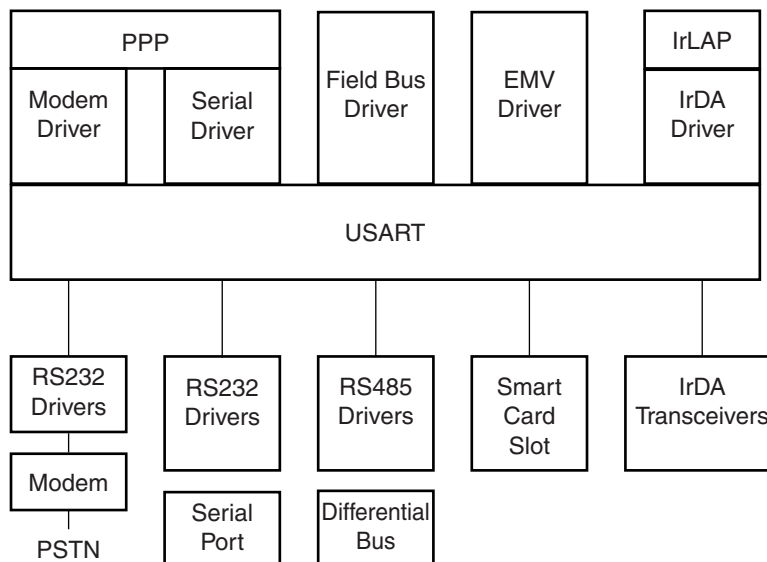 PPP
Modem
Driver
Serial
Driver
Field Bus
Driver
EMV
Driver
IrLAP
IrDA
Driver
USART
RS232
Drivers
Modem
PSTN
RS232
Drivers
Serial
Port
RS485
Drivers
Differential
Bus
Smart
Card
Slot
IrDA
Transceivers